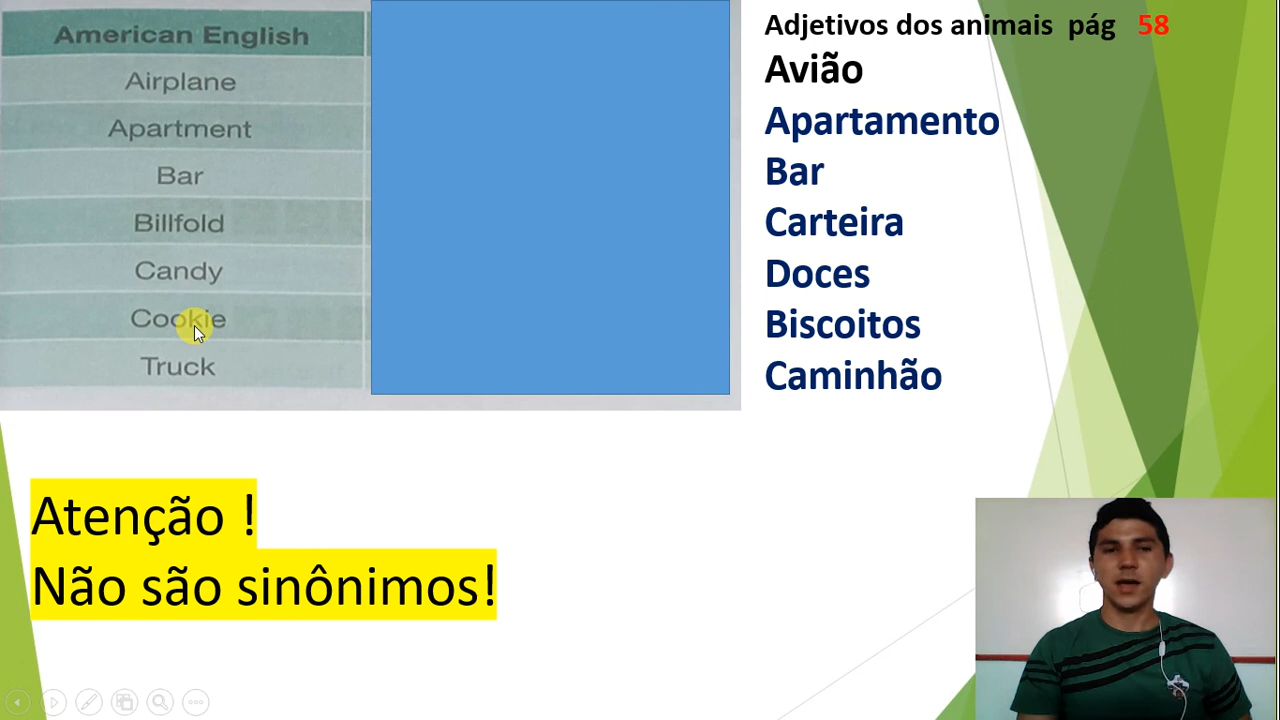 American English
Airplane
Apartment
Bar
Billfold
Candy
Cookie
Truck
Adjetivos dos animais pág 58
Avião
Apartamento
Bar
Carteira
Doces
Biscoitos
Caminhão
Atenção !
Não são sinônimos!